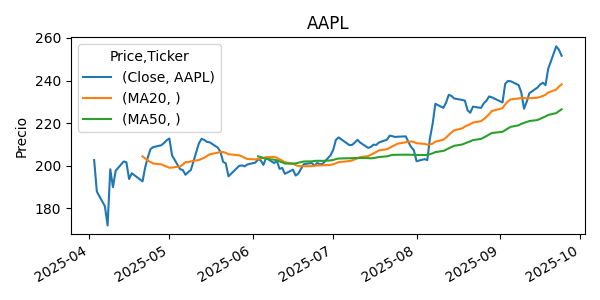 AAPL
Precio
260
240
220
200
180
Price,Ticker
(Close, AAPL)
(MA20, )
(MA50, )
2025-04
2025-05
2025-06
2025-07
2025-08
2025-09
2025-10